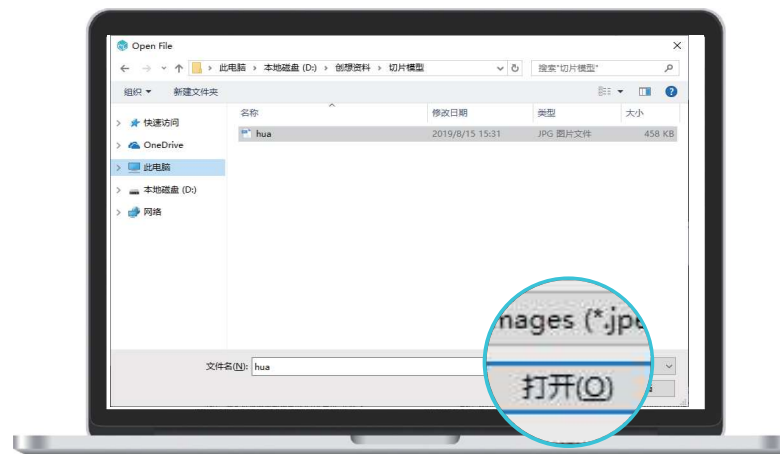 Open File
此电脑 › 本地磁盘 (D:) › 创想资料 › 切片模型
搜索"切片模型"
组织 新建文件夹
名称 修改日期 类型 大小
快速访问
hua 2019/8/15 15:31 JPG 图片文件 458 KB
OneDrive
此电脑
本地磁盘 (D:)
网络
mages (*.jpe
文件名(N): hua
打开(O)